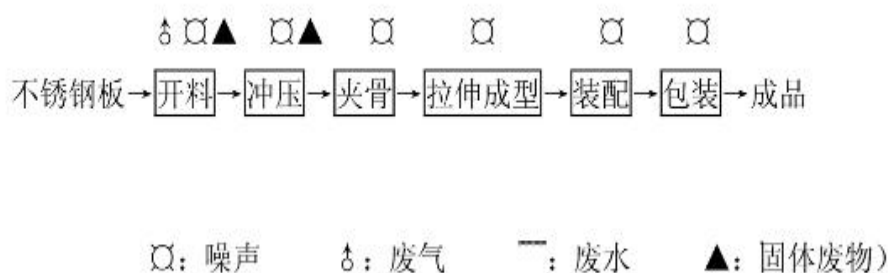 不锈钢板→开料→冲压→夹骨→拉伸成型→装配→包装→成品
¤：噪声 ♁：废气 —：废水 ▲：固体废物）